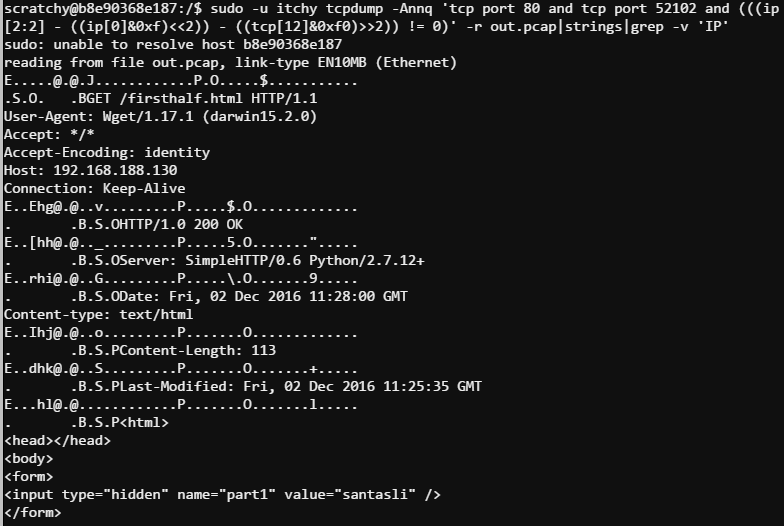 scratchy@b8e90368e187:/$ sudo -u itchy tcpdump -Annq 'tcp port 80 and tcp port 52102 and (((ip
[2:2] - ((ip[0]&0xf)<<2)) - ((tcp[12]&0xf0)>>2)) != 0)' -r out.pcap|strings|grep -v 'IP'
sudo: unable to resolve host b8e90368e187
reading from file out.pcap, link-type EN10MB (Ethernet)
E.....@.@.J............P.O.....$...........
.S.O.   .BGET /firsthalf.html HTTP/1.1
User-Agent: Wget/1.17.1 (darwin15.2.0)
Accept: */*
Accept-Encoding: identity
Host: 192.168.188.130
Connection: Keep-Alive
E..Ehg@.@..v.........P.....$.O.............
.       .B.S.OHTTP/1.0 200 OK
E..[hh@.@.._.........P.....5.O.......".....
.       .B.S.OServer: SimpleHTTP/0.6 Python/2.7.12+
E..rhi@.@..G.........P.....\.O.......9.....
.       .B.S.ODate: Fri, 02 Dec 2016 11:28:00 GMT
Content-type: text/html
E..Ihj@.@..o.........P.......O.............
.       .B.S.PContent-Length: 113
E..dhk@.@..S.........P.......O.......+.....
.       .B.S.PLast-Modified: Fri, 02 Dec 2016 11:25:35 GMT
E...hl@.@............P.......O.......l.....
.       .B.S.P<html>
<head></head>
<body>
<form>
<input type="hidden" name="part1" value="santasli" />
</form>